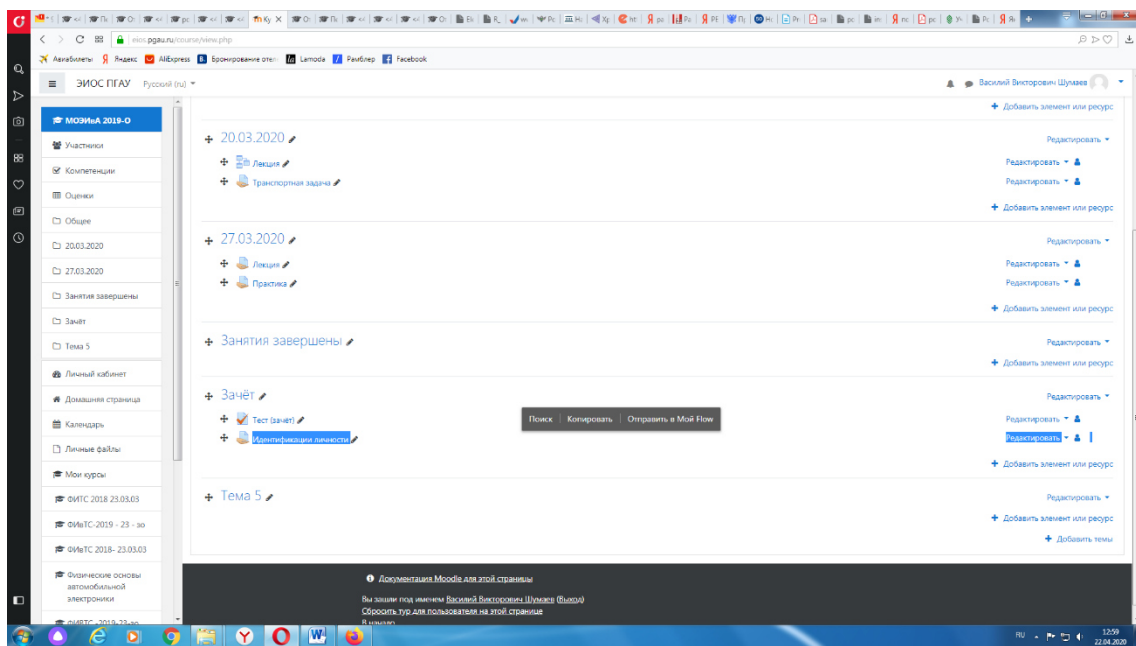 eios.pgau.ru/course/view.php
Авиабилеты Яндекс AliExpress Бронирование отел Lamoda Рамблер Facebook
ЭИОС ПГАУ Русский (ru) Василий Викторович Шумаев
МОЭИвА 2019-О
Участники
Компетенции
Оценки
Общее
20.03.2020
27.03.2020
Занятия завершены
Зачёт
Тема 5
Личный кабинет
Домашняя страница
Календарь
Личные файлы
Мои курсы
ФИТС 2018 23.03.03
ФИвТС-2019 - 23 - зо
ФИвТС 2018- 23.03.03
Физические основы
автомобильной
электроники
Добавить элемент или ресурс
20.03.2020 Редактировать
Лекция Редактировать
Транспортная задача Редактировать
Добавить элемент или ресурс
27.03.2020 Редактировать
Лекция Редактировать
Практика Редактировать
Добавить элемент или ресурс
Занятия завершены Редактировать
Добавить элемент или ресурс
Зачёт Редактировать
Тест (зачёт) Редактировать
Поиск Копировать Отправить в Мой Flow
Идентификации личности Редактировать
Добавить элемент или ресурс
Тема 5 Редактировать
Добавить элемент или ресурс
Добавить темы
Документация Moodle для этой страницы
Вы зашли под именем Василий Викторович Шумаев (Выход)
Сбросить тур для пользователя на этой странице
В начало
RU 12:59
22.04.2020